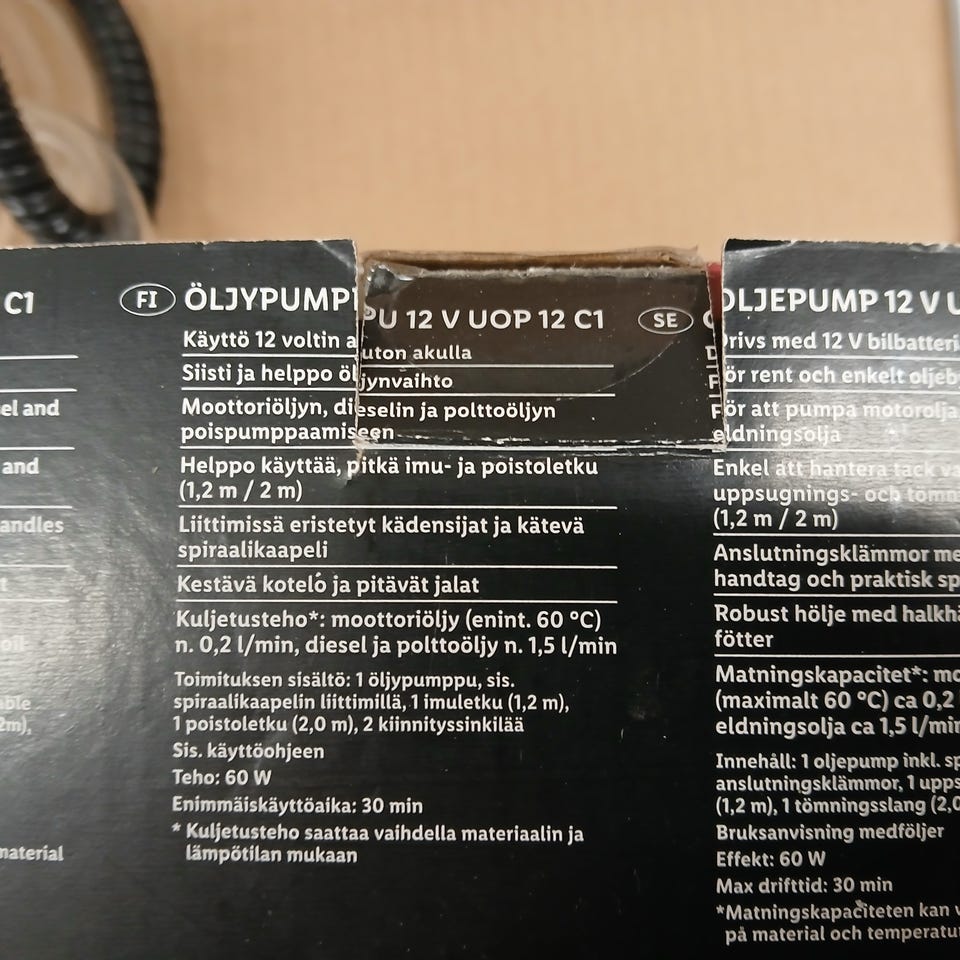 C1
el and
and
andles
t
oil
able
2m),
material
FI ÖLJYPUMPPU 12 V UOP 12 C1
Käyttö 12 voltin auton akulla
Siisti ja helppo öljynvaihto
Moottoriöljyn, dieselin ja polttoöljyn
poispumppaamiseen
Helppo käyttää, pitkä imu- ja poistoletku
(1,2 m / 2 m)
Liittimissä eristetyt kädensijat ja kätevä
spiraalikaapeli
Kestävä kotelo ja pitävät jalat
Kuljetusteho*: moottoriöljy (enint. 60 °C)
n. 0,2 l/min, diesel ja polttoöljy n. 1,5 l/min
Toimituksen sisältö: 1 öljypumppu, sis.
spiraalikaapelin liittimillä, 1 imuletku (1,2 m),
1 poistoletku (2,0 m), 2 kiinnityssinkilää
Sis. käyttöohjeen
Teho: 60 W
Enimmäiskäyttöaika: 30 min
* Kuljetusteho saattaa vaihdella materiaalin ja
lämpötilan mukaan
SE OLJEPUMP 12 V U
Drivs med 12 V bilbatteri
För rent och enkelt oljeb
För att pumpa motorolja
eldningsolja
Enkel att hantera tack va
uppsugnings- och tömn
(1,2 m / 2 m)
Anslutningsklämmor me
handtag och praktisk sp
Robust hölje med halkhä
fötter
Matningskapacitet*: mo
(maximalt 60 °C) ca 0,2
eldningsolja ca 1,5 l/min
Innehåll: 1 oljepump inkl. sp
anslutningsklämmor, 1 upps
(1,2 m), 1 tömningsslang (2,0
Bruksanvisning medföljer
Effekt: 60 W
Max drifttid: 30 min
*Matningskapaciteten kan v
på material och temperatu